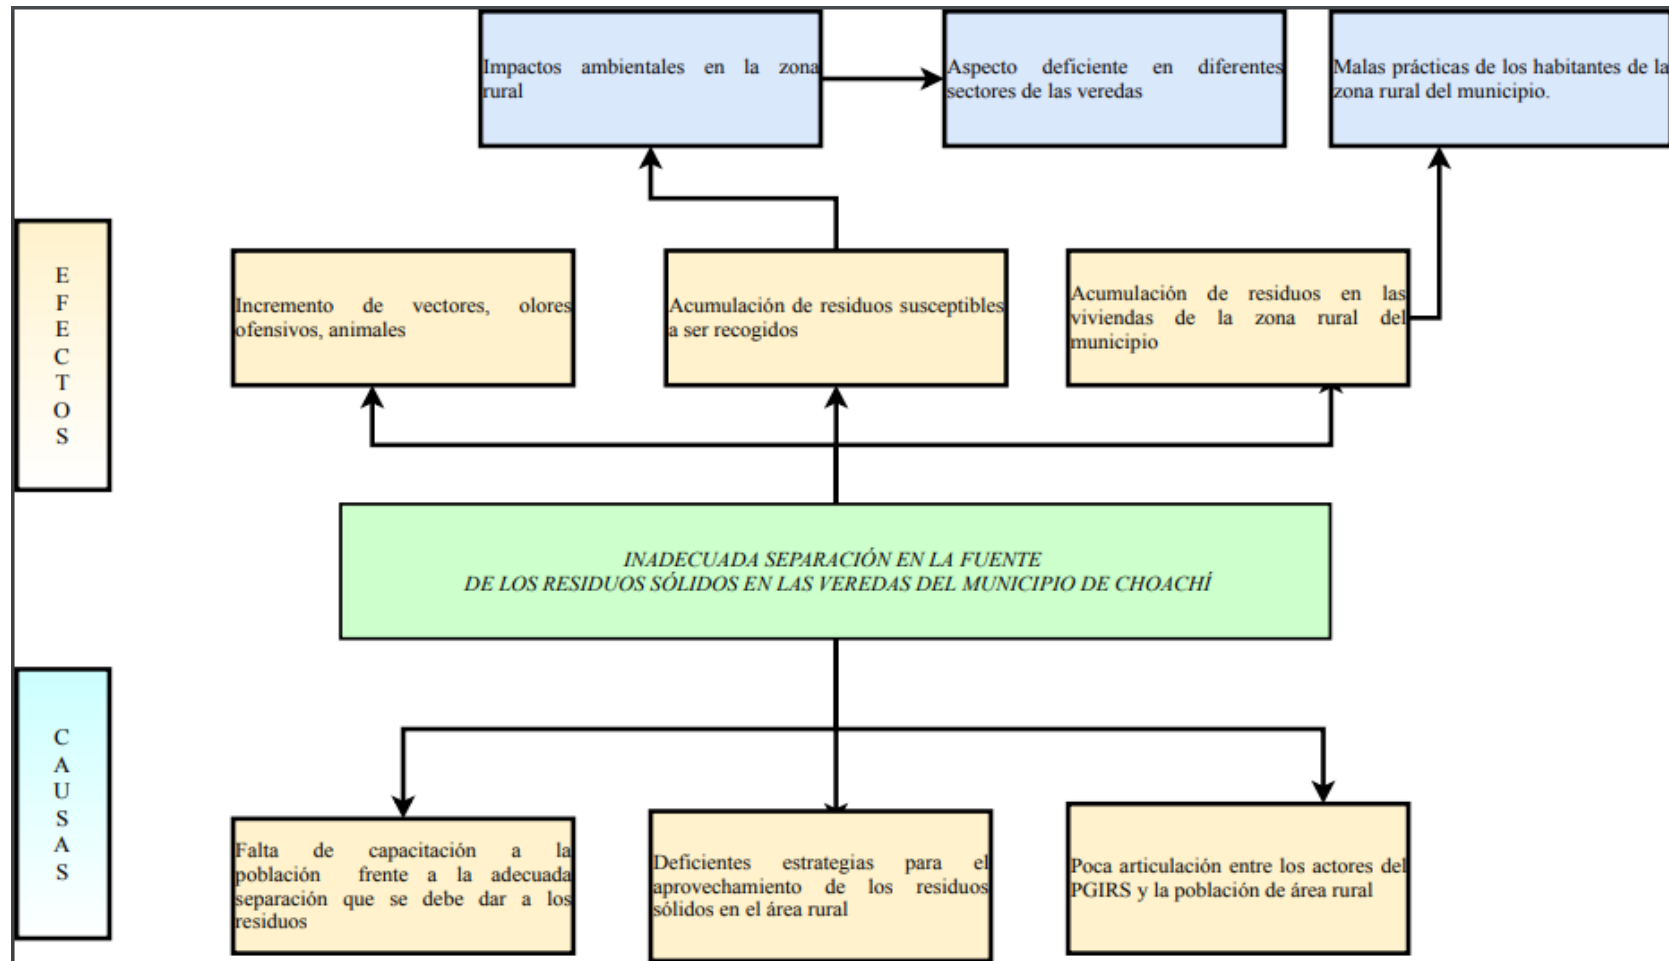 Impactos ambientales en la zona
rural
Aspecto deficiente en diferentes
sectores de las veredas
Malas prácticas de los habitantes de la
zona rural del municipio.
E
F
E
C
T
O
S
Incremento de vectores, olores
ofensivos, animales
Acumulación de residuos susceptibles
a ser recogidos
Acumulación de residuos en las
viviendas de la zona rural del
municipio
INADECUADA SEPARACIÓN EN LA FUENTE
DE LOS RESIDUOS SÓLIDOS EN LAS VEREDAS DEL MUNICIPIO DE CHOACHÍ
C
A
U
S
A
S
Falta de capacitación a la
población frente a la adecuada
separación que se debe dar a los
residuos
Deficientes estrategias para el
aprovechamiento de los residuos
sólidos en el área rural
Poca articulación entre los actores del
PGIRS y la población de área rural